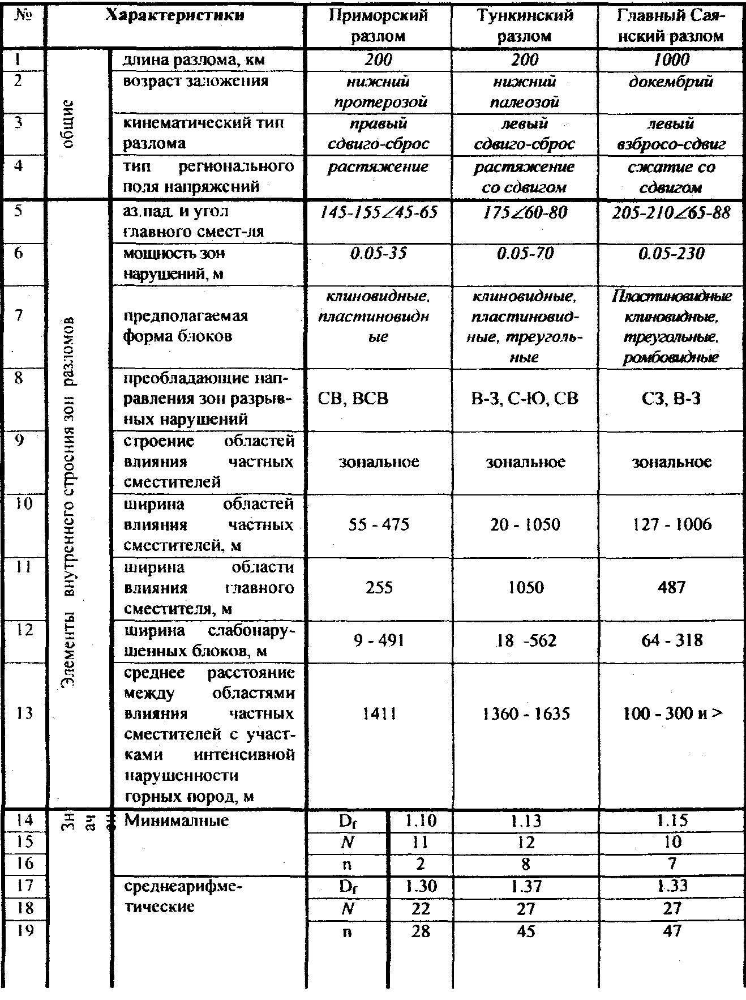 № Характеристики Приморский Тункинский Главный Сая-
разлом разлом нский разлом
общие
1 длина разлома, км 200 200 1000
2 возраст заложения нижний нижний докембрий
протерозой палеозой
3 кинематический тип правый левый левый
разлома сдвиго-сброс сдвиго-сброс взбросо-сдвиг
4 тип регионального растяжение растяжение сжатие со
поля напряжений со сдвигом сдвигом
Элементы внутреннего строения зон разломов
5 аз.пад. и угол 145-155∠45-65 175∠60-80 205-210∠65-88
главного смест-ля
6 мощность зон 0.05-35 0.05-70 0.05-230
нарушений, м
клиновидные, клиновидные, Пластиновидные
7 предполагаемая пластиновидн пластиновид- клиновидные,
форма блоков ые ные, треуголь- треугольные,
ные ромбовидные
8 преобладающие нап-
равления зон разрыв- СВ, ВСВ В-З, С-Ю, СВ СЗ, В-З
ных нарушений
9 строение областей
влияния частных зональное зональное зональное
сместителей
10 ширина областей
влияния частных 55 - 475 20 - 1050 127 - 1006
сместителей, м
11 ширина области
влияния главного 255 1050 487
сместителя, м
12 ширина слабонару- 9 - 491 18 -562 64 - 318
шенных блоков, м
среднее расстояние
между областями
13 влияния частных 1411 1360 - 1635 100 - 300 и >
сместителей с участ-
ками интенсивной
нарушенности
горных пород, м
Зн
ач
ен
14 Минималные Df 1.10 1.13 1.15
15 N 11 12 10
16 n 2 8 7
17 среднеарифме- Df 1.30 1.37 1.33
18 тические N 22 27 27
19 n 28 45 47